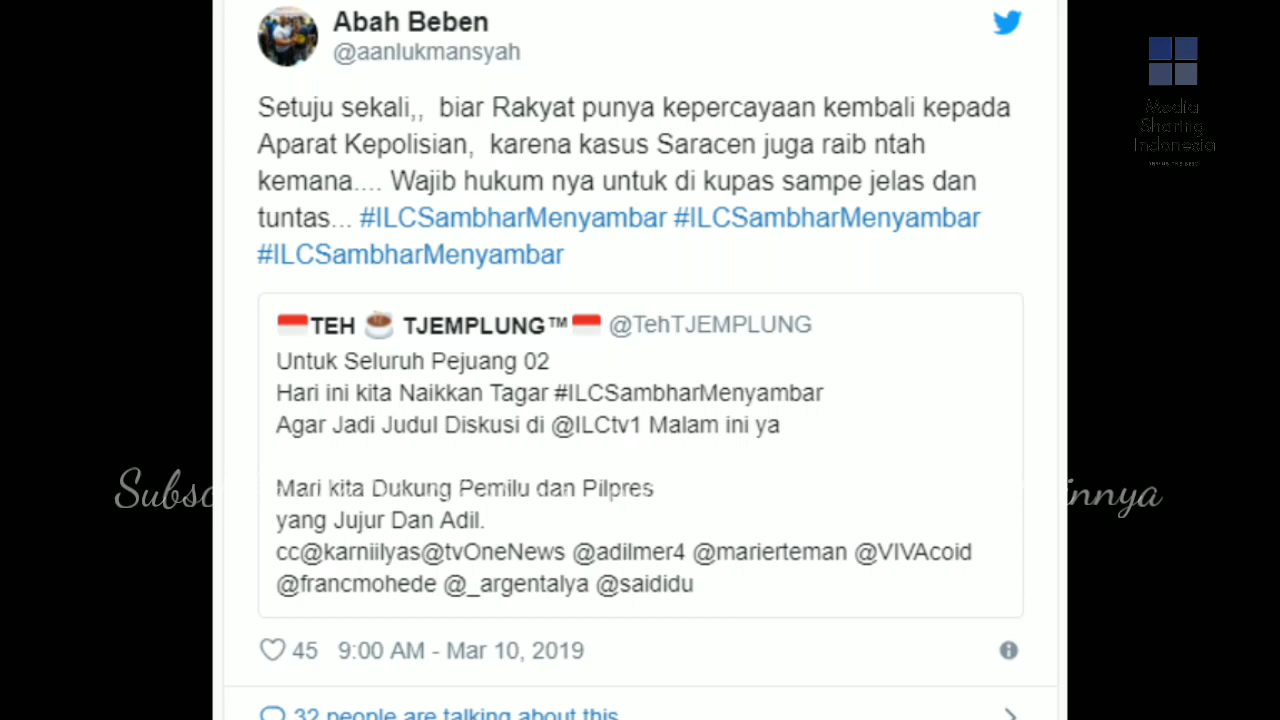 Abah Beben
@aanlukmansyah
Setuju sekali,, biar Rakyat punya kepercayaan kembali kepada
Aparat Kepolisian, karena kasus Saracen juga raib ntah
kemana.... Wajib hukum nya untuk di kupas sampe jelas dan
tuntas... #ILCSambharMenyambar #ILCSambharMenyambar
#ILCSambharMenyambar
TEH TJEMPLUNG™ @TehTJEMPLUNG
Untuk Seluruh Pejuang 02
Hari ini kita Naikkan Tagar #ILCSambharMenyambar
Agar Jadi Judul Diskusi di @ILCtv1 Malam ini ya
Mari kita Dukung Pemilu dan Pilpres
yang Jujur Dan Adil.
cc@karniilyas@tvOneNews @adilmer4 @marierteman @VIVAcoid
@francmohede @_argentalya @saididu
45 9:00 AM - Mar 10, 2019
32 people are talking about this
Media
Sharing
Indonesia
Subsc
innya